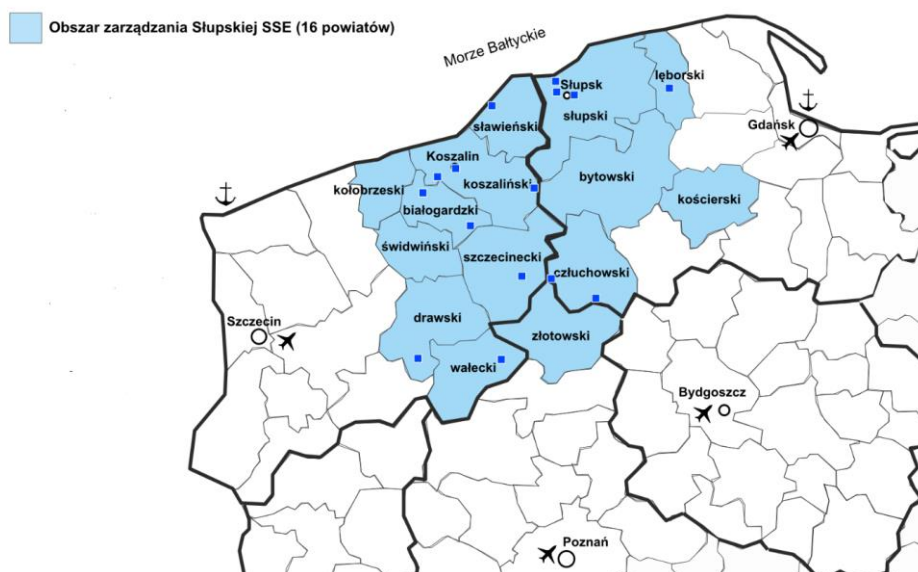 Obszar zarządzania Słupskiej SSE (16 powiatów)
Morze Bałtyckie
Słupsk
lęborski
słupski
sławieński
Gdańsk
Koszalin
kołobrzeski
koszaliński
bytowski
kościerski
białogardzki
świdwiński
szczecinecki
człuchowski
Szczecin
drawski
złotowski
wałecki
Bydgoszcz
Poznań